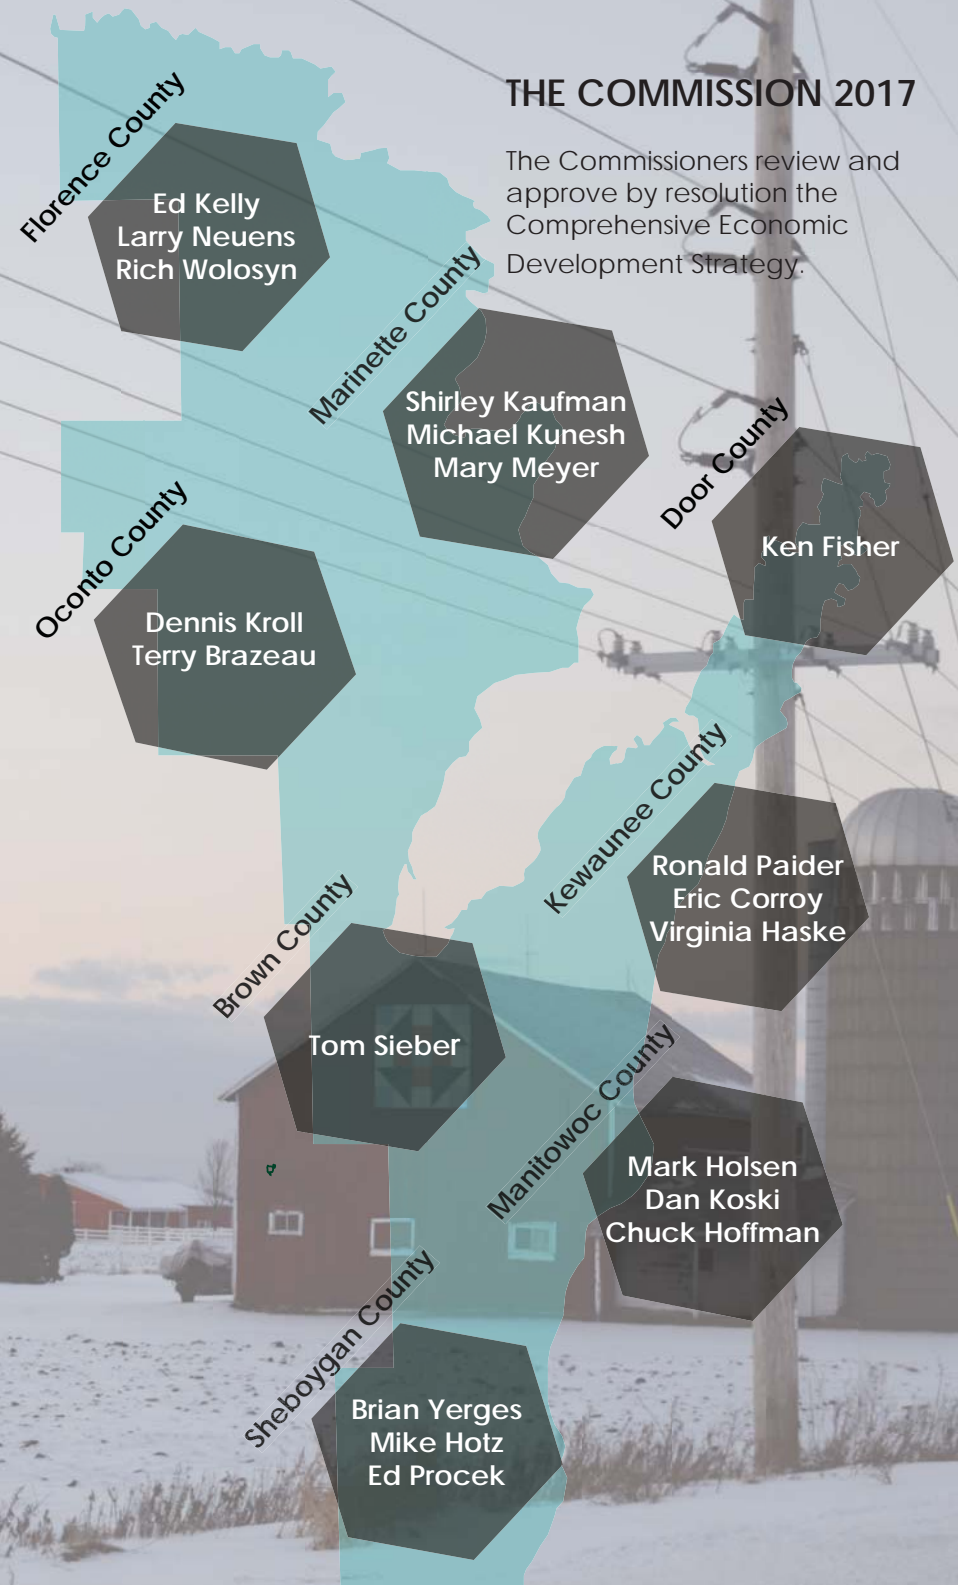 THE COMMISSION 2017
The Commissioners review and
approve by resolution the
Comprehensive Economic
Development Strategy.
Florence County
Ed Kelly
Larry Neuens
Rich Wolosyn
Marinette County
Shirley Kaufman
Michael Kunesh
Mary Meyer
Door County
Ken Fisher
Oconto County
Dennis Kroll
Terry Brazeau
Kewaunee County
Ronald Paider
Eric Corroy
Virginia Haske
Brown County
Tom Sieber
Manitowoc County
Mark Holsen
Dan Koski
Chuck Hoffman
Sheboygan County
Brian Yerges
Mike Hotz
Ed Procek